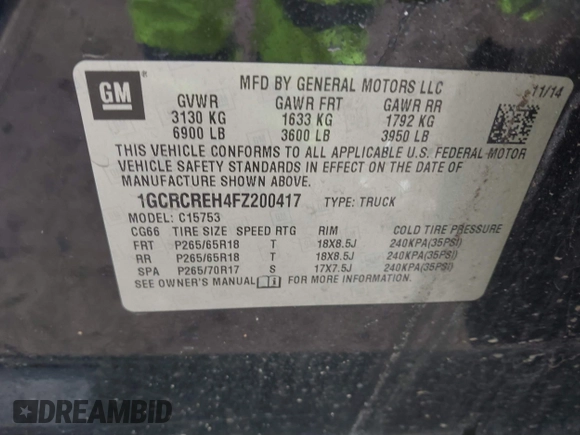 GM
MFD BY GENERAL MOTORS LLC
11/14
GVWR GAWR FRT GAWR RR
3130 KG 1633 KG 1792 KG
6900 LB 3600 LB 3950 LB
THIS VEHICLE CONFORMS TO ALL APPLICABLE U.S. FEDERAL MOTOR
VEHICLE SAFETY STANDARDS IN EFFECT ON THE DATE OF
MANUFACTURE SHOWN ABOVE.
1GCRCREH4FZ200417 TYPE: TRUCK
MODEL: C15753
CG66 TIRE SIZE SPEED RTG RIM COLD TIRE PRESSURE
FRT P265/65R18 T 18X8.5J 240KPA(35PSI)
RR P265/65R18 T 18X8.5J 240KPA(35PSI)
SPA P265/70R17 S 17X7.5J 240KPA(35PSI)
SEE OWNER'S MANUAL FOR MORE INFORMATION.
DREAMBID